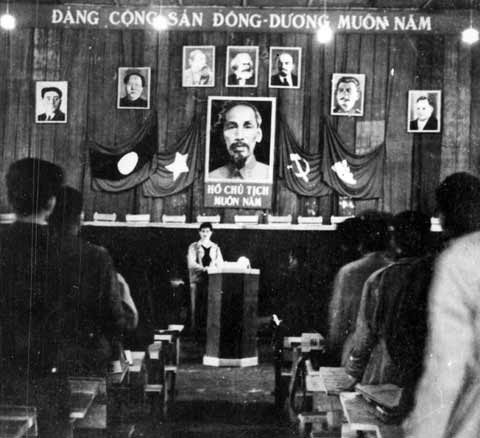 ĐẢNG CỘNG SẢN ĐÔNG-DƯƠNG MUÔN NĂM
HỒ CHỦ TỊCH
MUÔN NĂM